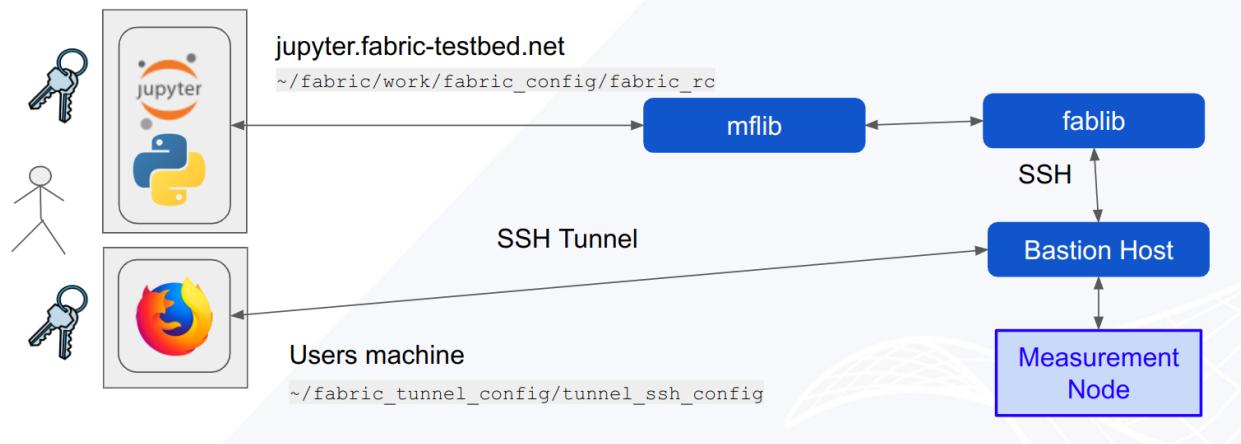 jupyter.fabric-testbed.net
~/fabric/work/fabric_config/fabric_rc
jupyter
mflib
fablib
SSH
SSH Tunnel
Bastion Host
Users machine
~/fabric_tunnel_config/tunnel_ssh_config
Measurement
Node